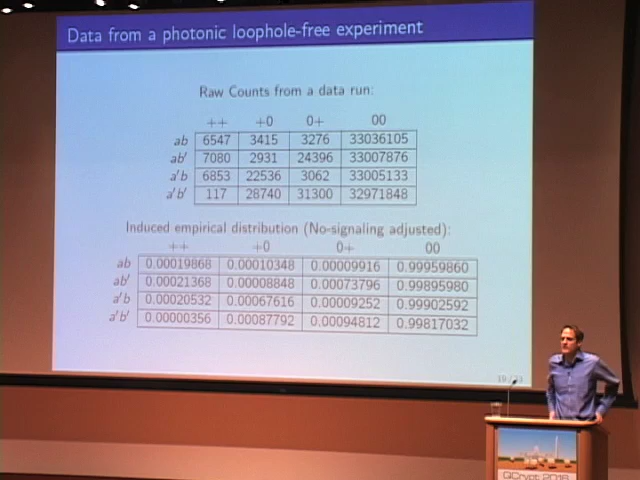 Data from a photonic loophole-free experiment
Raw Counts from a data run:
++ +0 0+ 00
ab 6547 3415 3276 33036105
ab′ 7080 2931 24396 33007876
a′b 6853 22536 3062 33005133
a′b′ 117 28740 31300 32971848
Induced empirical distribution (No-signaling adjusted):
++ +0 0+ 00
ab 0.00019868 0.00010348 0.00009916 0.99959860
ab′ 0.00021368 0.00008848 0.00073796 0.99895980
a′b 0.00020532 0.00067616 0.00009252 0.99902592
a′b′ 0.00000356 0.00087792 0.00094812 0.99817032
QCrypt 2016